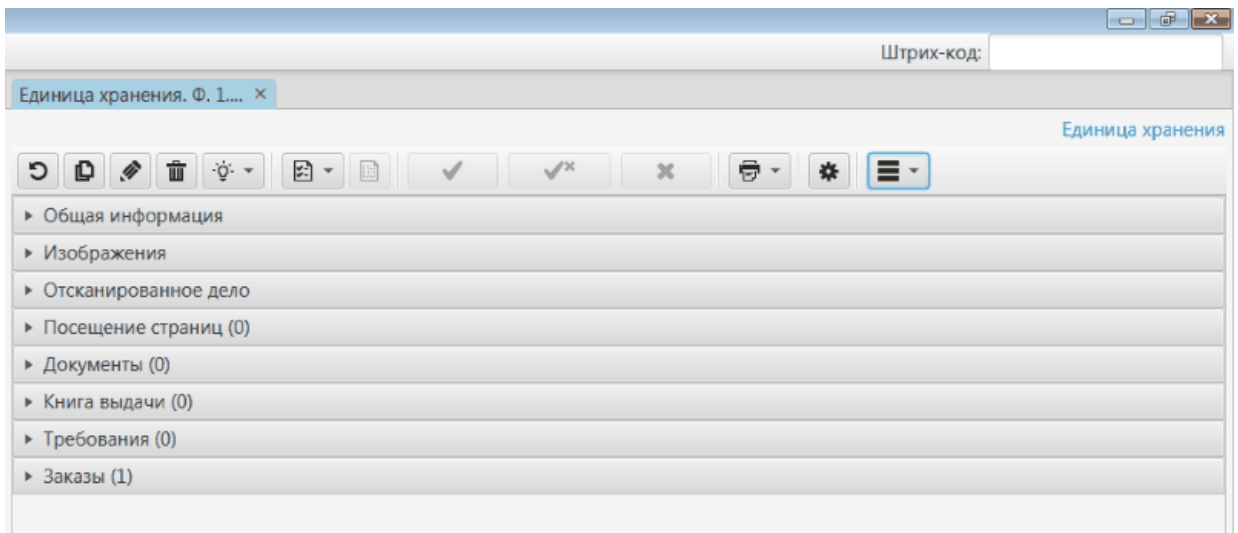 Штрих-код:
Единица хранения. Ф. 1....
Единица хранения
Общая информация
Изображения
Отсканированное дело
Посещение страниц (0)
Документы (0)
Книга выдачи (0)
Требования (0)
Заказы (1)